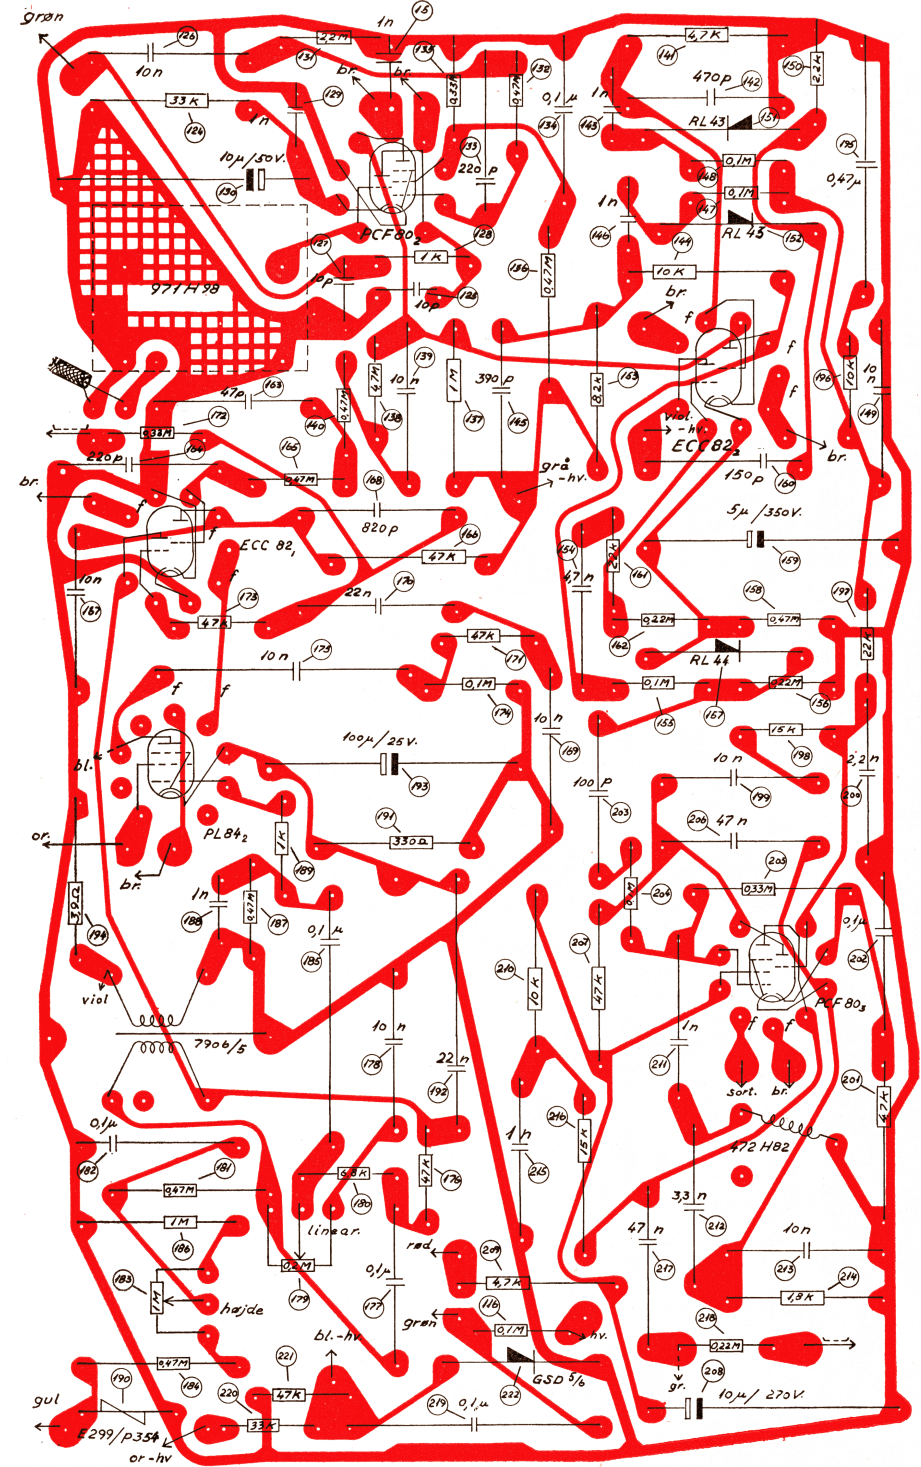 grøn
126
10n
131
22M
1n
15
135
br.
br.
0,33M
132
0,47M
33K
124
129
1n
0,1µ
134
133
220p
10µ/50V.
130
PCF80₂
127
10p
128
1K
125
10p
136
0,47M
971H98
4,7K
141
470p
142
150
2,2K
1n
143
RL43
151
0,1M
148
0,1M
147
195
0,47µ
1n
146
144
RL43
152
10K
br.
f
f
f
139
10n
140
0,47M
4,7M
138
1M
137
390p
145
8,2K
153
196
10K
10n
149
47p
163
172
0,33M
220p
164
165
0,47M
168
820p
grå
-hv.
viol.
-hv.
ECC82₃
150p
160
br.
br.
f
f
f
ECC 82₁
47K
166
5µ/350V.
159
10n
167
47K
173
22n
170
154
4,7n
22K
161
0,22M
162
158
0,47M
197
22K
RL44
157
0,1M
155
0,22M
156
10n
175
f
f
47K
171
0,1M
174
10n
169
100µ/25V.
193
bl.
or.
br.
PL84₂
191
330Ω
1K
189
1n
188
0,47M
187
100p
203
15K
198
10n
199
2,2n
200
206
47n
205
0,33M
204
0,1µ
202
3,9Ω
194
viol
7906/5
0,1µ
185
10n
178
22n
192
210
10K
207
47K
PCF80₃
1n
211
f
f
sort.
br.
201
47K
472H82
0,1µ
182
181
0,47M
1M
186
6,8K
180
linear.
0,2M
179
47K
176
1n
215
216
15K
3,3n
212
47n
217
10n
213
1,8K
214
183
1M
højde
0,1µ
177
rød
209
4,7K
grøn
116
0,1M
hv.
218
0,22M
gr.
208
10µ/270V.
bl.-hv
0,47M
184
gul
190
E299/P354
or-hv
221
47K
220
33K
219
0,1µ
222
GSD 5/6